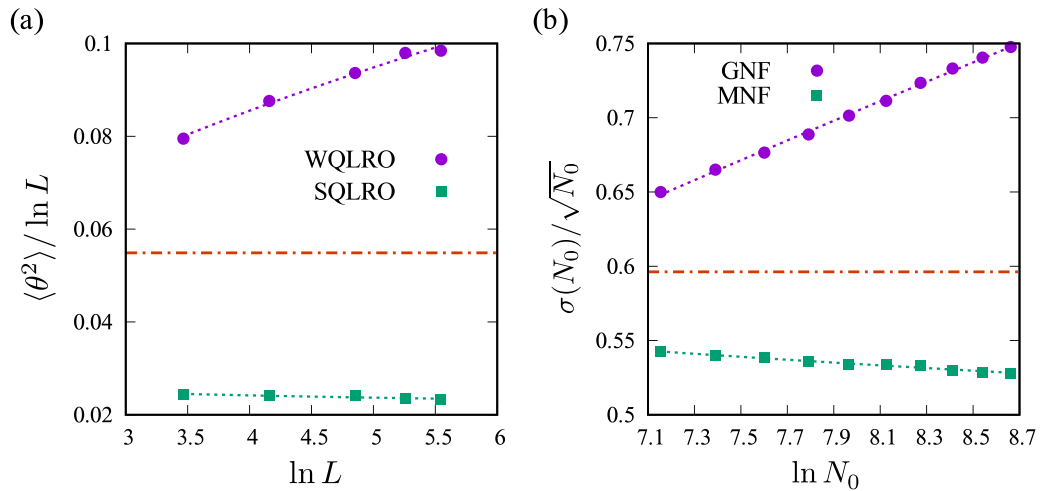 (a)
0.1
0.08
0.06
0.04
0.02
3 3.5 4 4.5 5 5.5 6
⟨θ²⟩ / ln L
ln L
WQLRO
SQLRO
(b)
0.75
0.7
0.65
0.6
0.55
0.5
7.1 7.3 7.5 7.7 7.9 8.1 8.3 8.5 8.7
σ(N₀)/√N₀
ln N₀
GNF
MNF